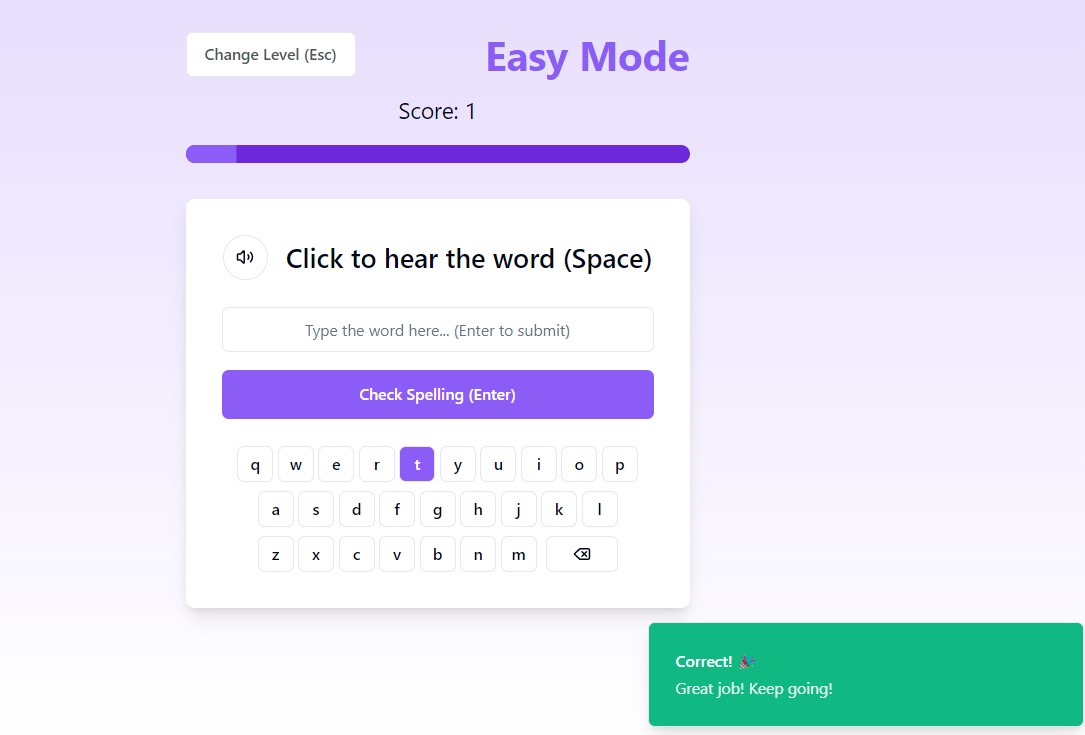 Change Level (Esc)
Easy Mode
Score: 1
Click to hear the word (Space)
Type the word here... (Enter to submit)
Check Spelling (Enter)
q w e r t y u i o p
a s d f g h j k l
z x c v b n m
Correct! 🎉
Great job! Keep going!